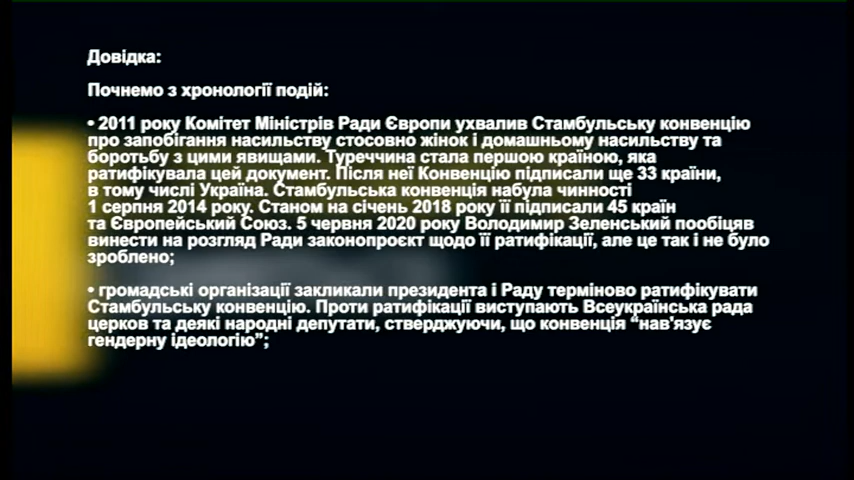 Довідка:
Почнемо з хронології подій:
• 2011 року Комітет Міністрів Ради Європи ухвалив Стамбульську конвенцію
про запобігання насильству стосовно жінок і домашньому насильству та
боротьбу з цими явищами. Туреччина стала першою країною, яка
ратифікувала цей документ. Після неї Конвенцію підписали ще 33 країни,
в тому числі Україна. Стамбульська конвенція набула чинності
1 серпня 2014 року. Станом на січень 2018 року її підписали 45 країн
та Європейський Союз. 5 червня 2020 року Володимир Зеленський пообіцяв
винести на розгляд Ради законопроєкт щодо її ратифікації, але це так і не було
зроблено;
• громадські організації закликали президента і Раду терміново ратифікувати
Стамбульську конвенцію. Проти ратифікації виступають Всеукраїнська рада
церков та деякі народні депутати, стверджуючи, що конвенція “нав'язує
гендерну ідеологію”;